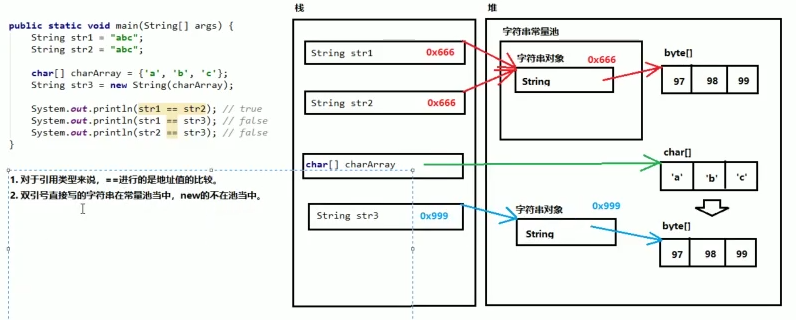 public static void main(String[] args) {
String str1 = "abc";
String str2 = "abc";
char[] charArray = {'a', 'b', 'c'};
String str3 = new String(charArray);
System.out.println(str1 == str2); // true
System.out.println(str1 == str3); // false
System.out.println(str2 == str3); // false
}
1. 对于引用类型来说，==进行的是地址值的比较。
2. 双引号直接写的字符串在常量池当中，new的不在池当中。
栈
String str1 0x666
String str2 0x666
char[] charArray
String str3 0x999
堆
字符串常量池
字符串对象 0x666
String
byte[]
97 98 99
char[]
'a' 'b' 'c'
字符串对象 0x999
String
byte[]
97 98 99